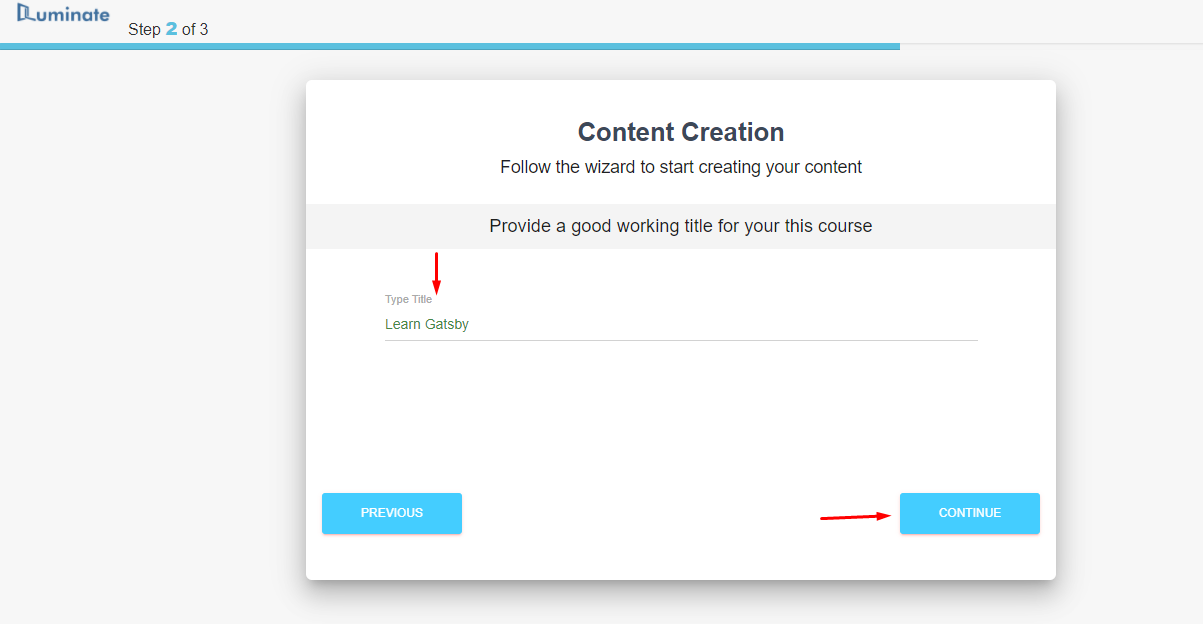 iLuminate
Step 2 of 3
Content Creation
Follow the wizard to start creating your content
Provide a good working title for your this course
Type Title
Learn Gatsby
PREVIOUS
CONTINUE